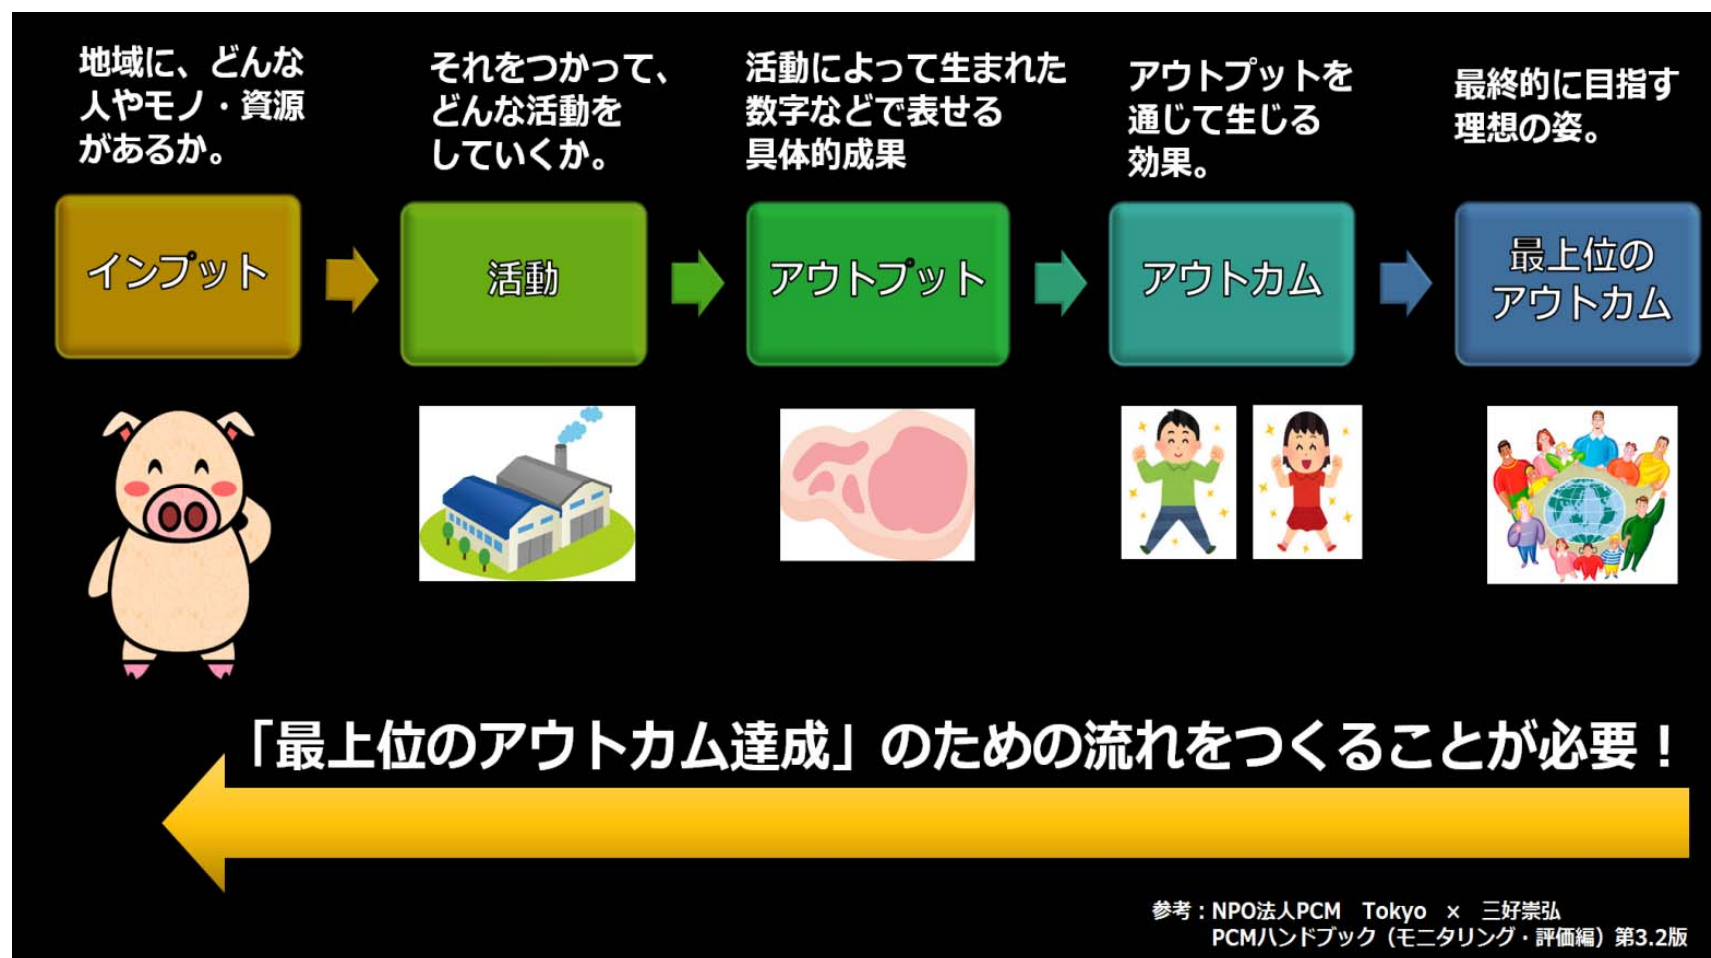 地域に、どんな
人やモノ・資源
があるか。
それをつかって、
どんな活動を
していくか。
活動によって生まれた
数字などで表せる
具体的成果
アウトプットを
通じて生じる
効果。
最終的に目指す
理想の姿。
インプット
活動
アウトプット
アウトカム
最上位の
アウトカム
「最上位のアウトカム達成」のための流れをつくることが必要！
参考：NPO法人PCM　Tokyo　×　三好崇弘
PCMハンドブック（モニタリング・評価編）第3.2版